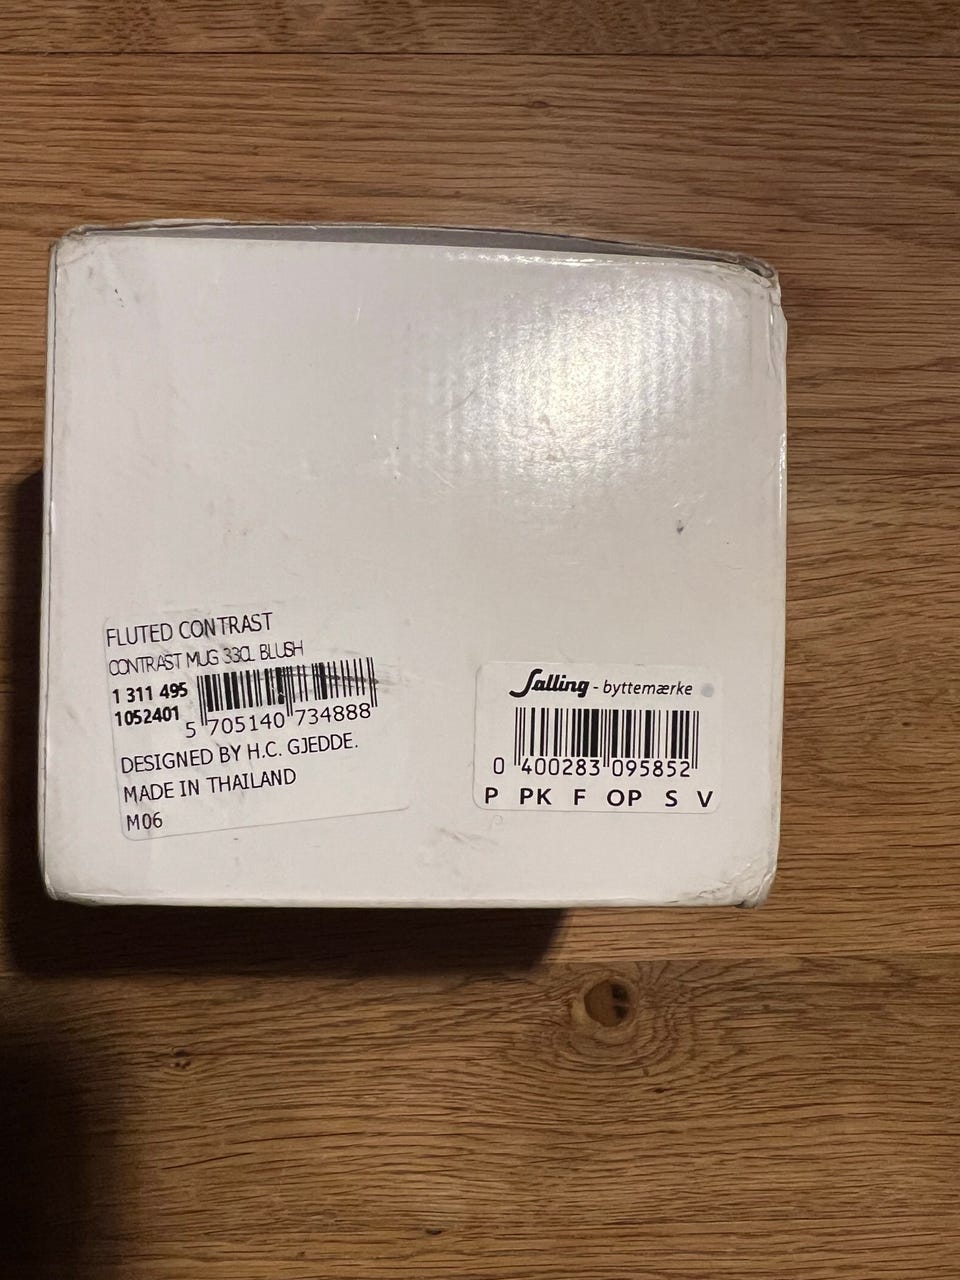 FLUTED CONTRAST
CONTRAST MUG 33CL BLUSH
1 311 495
1052401
5 705140 734888
DESIGNED BY H.C. GJEDDE.
MADE IN THAILAND
M06
Salling - byttemærke
0 400283 095852
P PK F OP S V